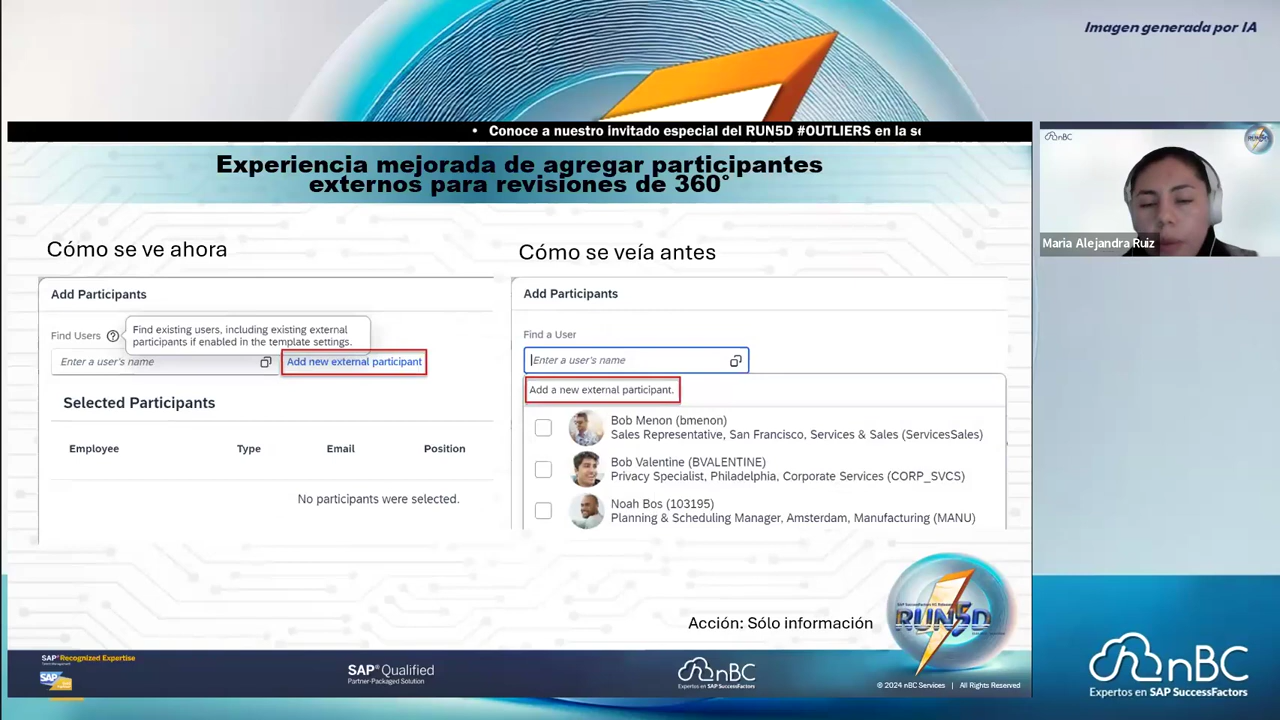 Imagen generada por IA
• Conoce a nuestro invitado especial del RUN5D #OUTLIERS en la se
Experiencia mejorada de agregar participantes
externos para revisiones de 360°
nBC
Maria Alejandra Ruiz
Cómo se ve ahora
Add Participants
Find Users
Find existing users, including existing external
participants if enabled in the template settings.
Enter a user's name
Add new external participant
Selected Participants
Employee Type Email Position
No participants were selected.
Cómo se veía antes
Add Participants
Find a User
Enter a user's name
Add a new external participant.
Bob Menon (bmenon)
Sales Representative, San Francisco, Services & Sales (ServicesSales)
Bob Valentine (BVALENTINE)
Privacy Specialist, Philadelphia, Corporate Services (CORP_SVCS)
Noah Bos (103195)
Planning & Scheduling Manager, Amsterdam, Manufacturing (MANU)
Acción: Sólo información
RUN5D
SAP® Recognized Expertise
SAP
SAP® Qualified
Partner-Packaged Solution
nBC
Expertos en SAP SuccessFactors
© 2024 nBC Services | All Rights Reserved
nBC
Expertos en SAP SuccessFactors